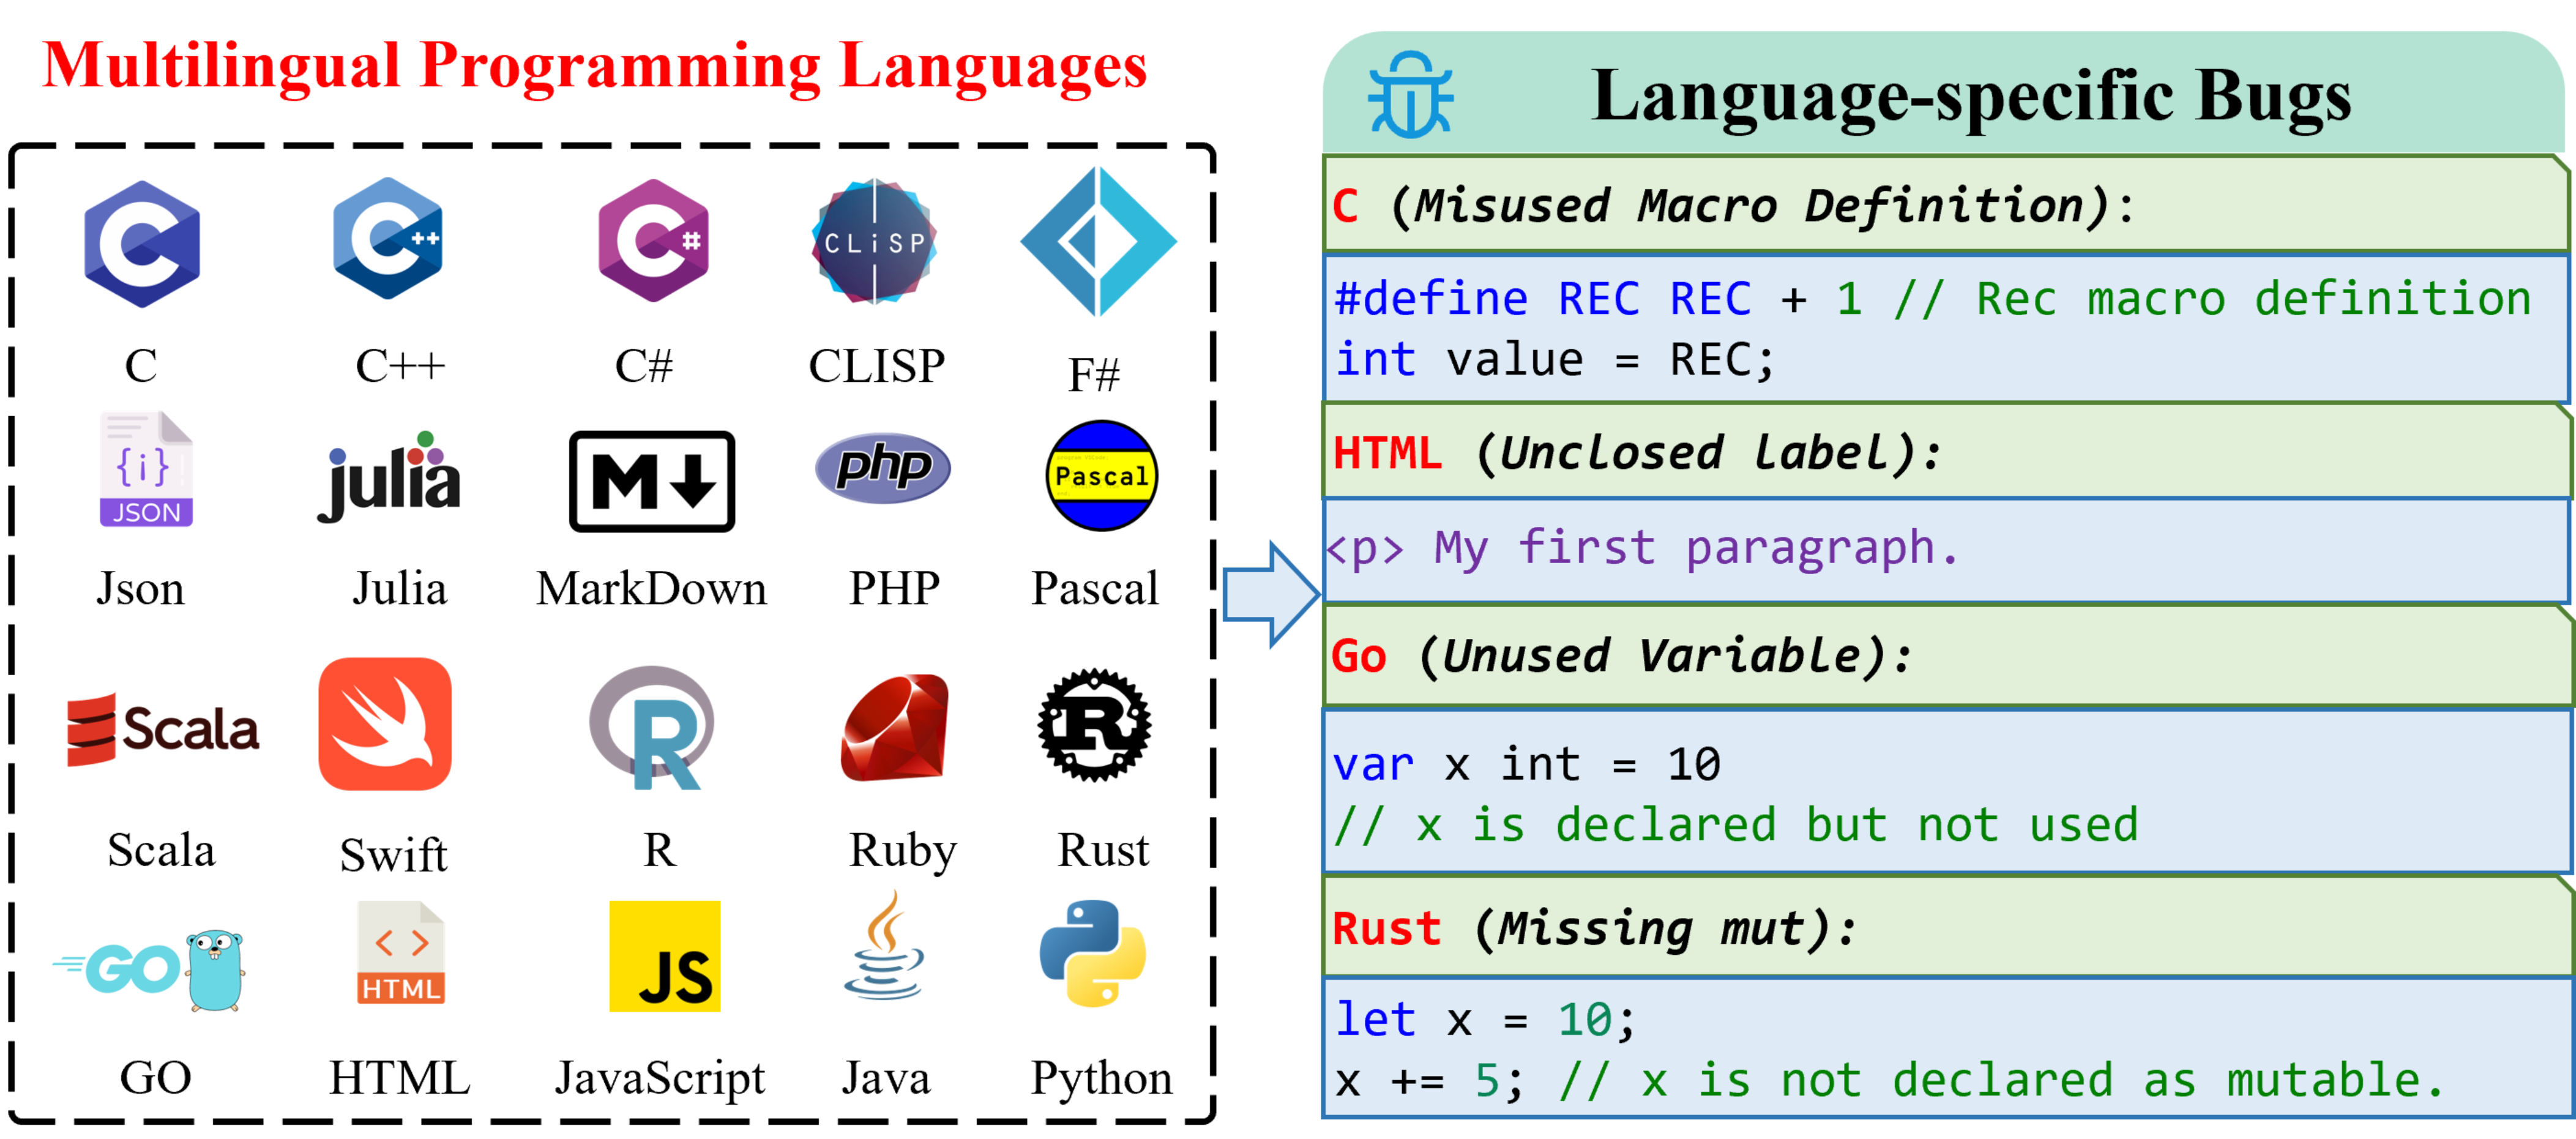 Multilingual Programming Languages
C
C++
C#
CLiSP
C
C++
C#
CLISP
F#
{i}
JSON
julia
M
php
Pascal
Json
Julia
MarkDown
PHP
Pascal
Scala
R
R
Scala
Swift
R
Ruby
Rust
GO
< >
HTML
JS
GO
HTML
JavaScript
Java
Python
Language-specific Bugs
C (Misused Macro Definition):
#define REC REC + 1 // Rec macro definition
int value = REC;
HTML (Unclosed label):
<p> My first paragraph.
Go (Unused Variable):
var x int = 10
// x is declared but not used
Rust (Missing mut):
let x = 10;
x += 5; // x is not declared as mutable.